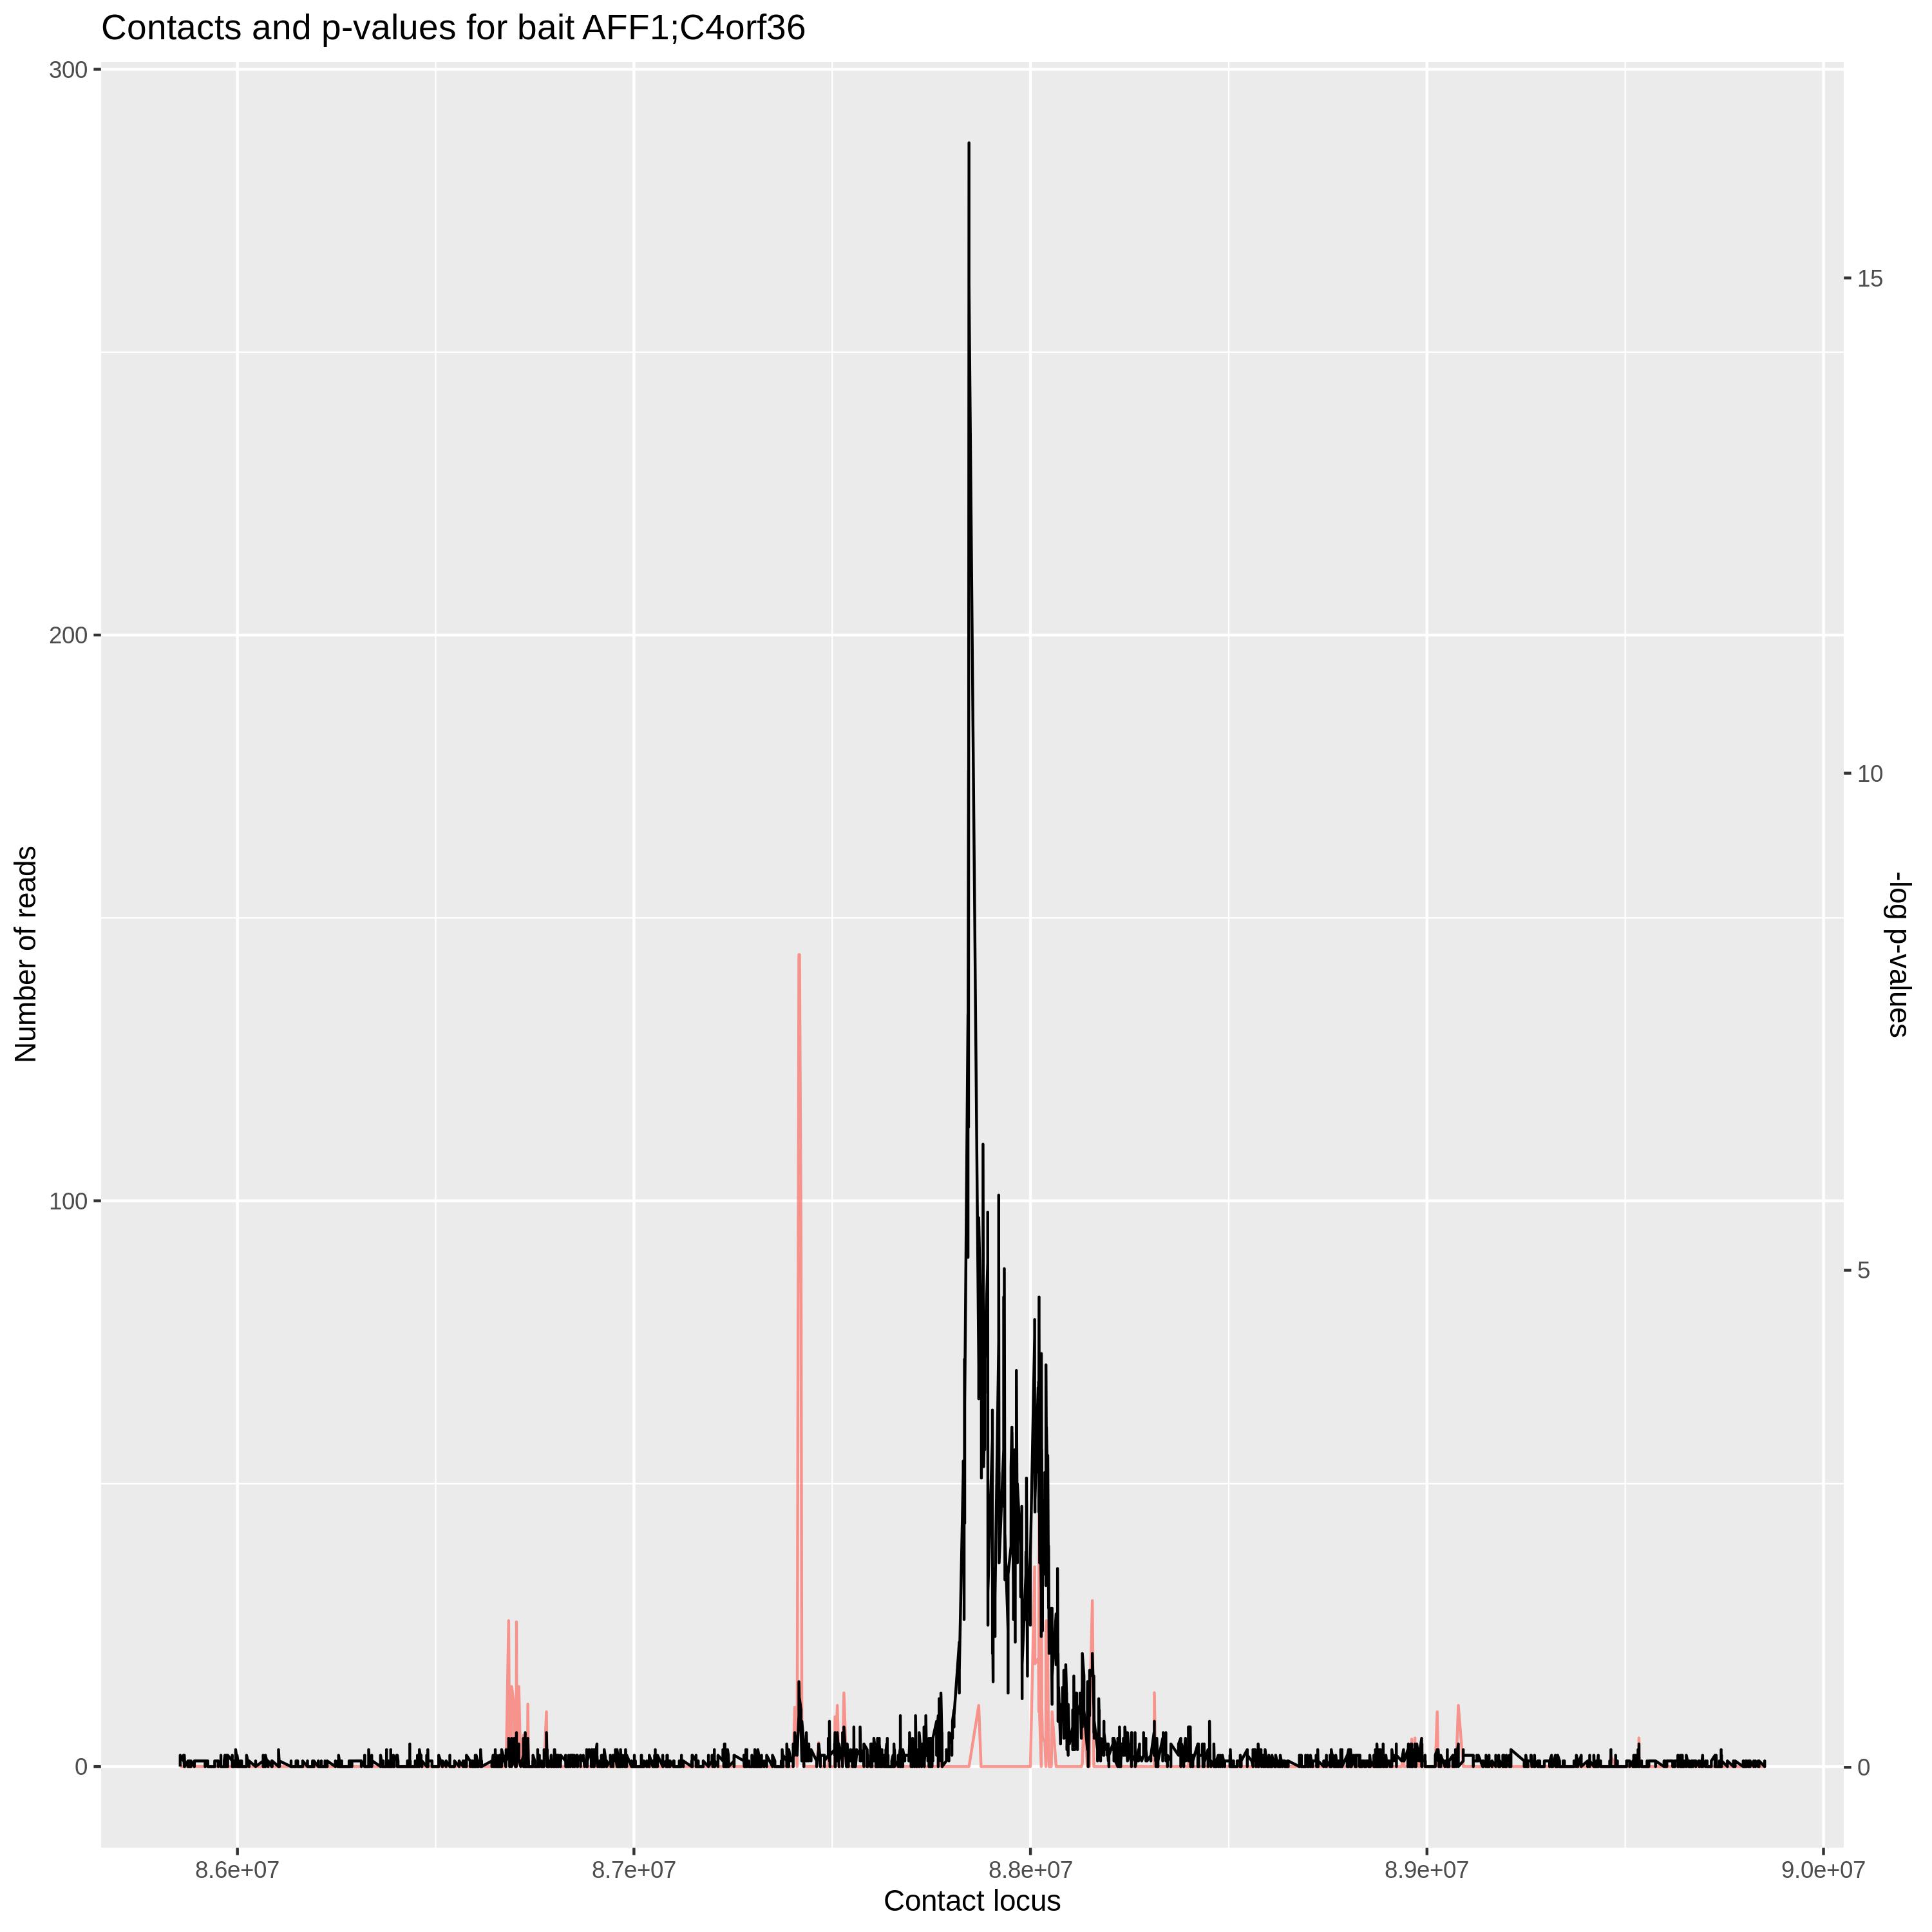 Contacts and p-values for bait AFF1;C4orf36
300
200
100
0
Number of reads
15
10
5
0
-log p-values
8.6e+07 8.7e+07 8.8e+07 8.9e+07 9.0e+07
Contact locus